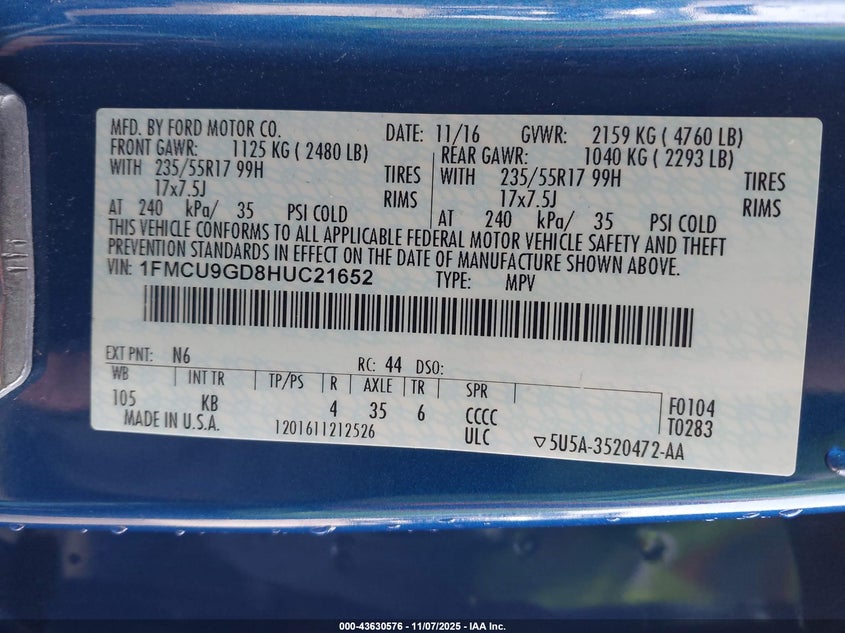 MFD. BY FORD MOTOR CO. DATE: 11/16 GVWR: 2159 KG ( 4760 LB)
FRONT GAWR: 1125 KG ( 2480 LB) REAR GAWR: 1040 KG ( 2293 LB)
WITH 235/55R17 99H TIRES WITH 235/55R17 99H TIRES
17x7.5J RIMS 17x7.5J RIMS
AT 240 kPa/ 35 PSI COLD AT 240 kPa/ 35 PSI COLD
THIS VEHICLE CONFORMS TO ALL APPLICABLE FEDERAL MOTOR VEHICLE SAFETY AND THEFT
PREVENTION STANDARDS IN EFFECT ON THE DATE OF MANUFACTURE SHOWN ABOVE.
VIN: 1FMCU9GD8HUC21652 TYPE: MPV
EXT PNT: N6 RC: 44 DSO:
WB INT TR TP/PS R AXLE TR SPR
105 KB 4 35 6 CCCC F0104
MADE IN U.S.A. 1201611212526 ULC T0283
▽5U5A-3520472-AA
000-43630576 — 11/07/2025 — IAA Inc.